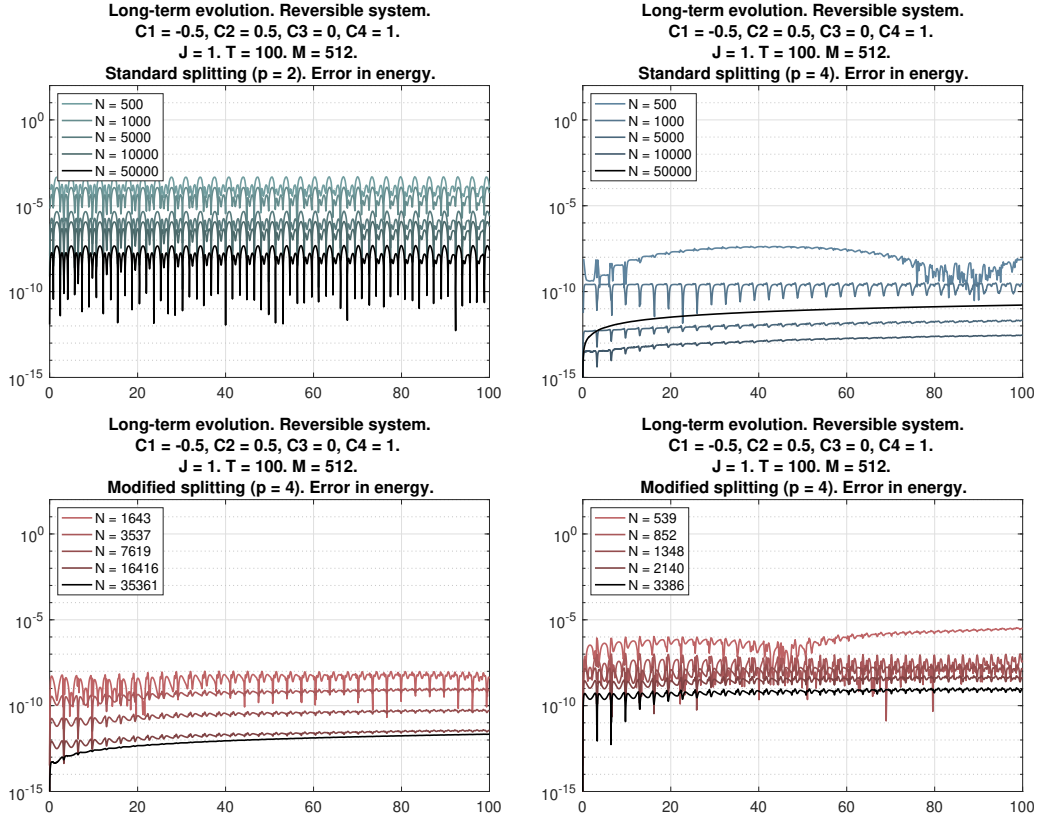 Long-term evolution. Reversible system.
C1 = -0.5, C2 = 0.5, C3 = 0, C4 = 1.
J = 1. T = 100. M = 512.
Standard splitting (p = 2). Error in energy.
N = 500
N = 1000
N = 5000
N = 10000
N = 50000
10^0
10^-5
10^-10
10^-15
0 20 40 60 80 100
Long-term evolution. Reversible system.
C1 = -0.5, C2 = 0.5, C3 = 0, C4 = 1.
J = 1. T = 100. M = 512.
Standard splitting (p = 4). Error in energy.
N = 500
N = 1000
N = 5000
N = 10000
N = 50000
10^0
10^-5
10^-10
10^-15
0 20 40 60 80 100
Long-term evolution. Reversible system.
C1 = -0.5, C2 = 0.5, C3 = 0, C4 = 1.
J = 1. T = 100. M = 512.
Modified splitting (p = 4). Error in energy.
N = 1643
N = 3537
N = 7619
N = 16416
N = 35361
10^0
10^-5
10^-10
10^-15
0 20 40 60 80 100
Long-term evolution. Reversible system.
C1 = -0.5, C2 = 0.5, C3 = 0, C4 = 1.
J = 1. T = 100. M = 512.
Modified splitting (p = 4). Error in energy.
N = 539
N = 852
N = 1348
N = 2140
N = 3386
10^0
10^-5
10^-10
10^-15
0 20 40 60 80 100